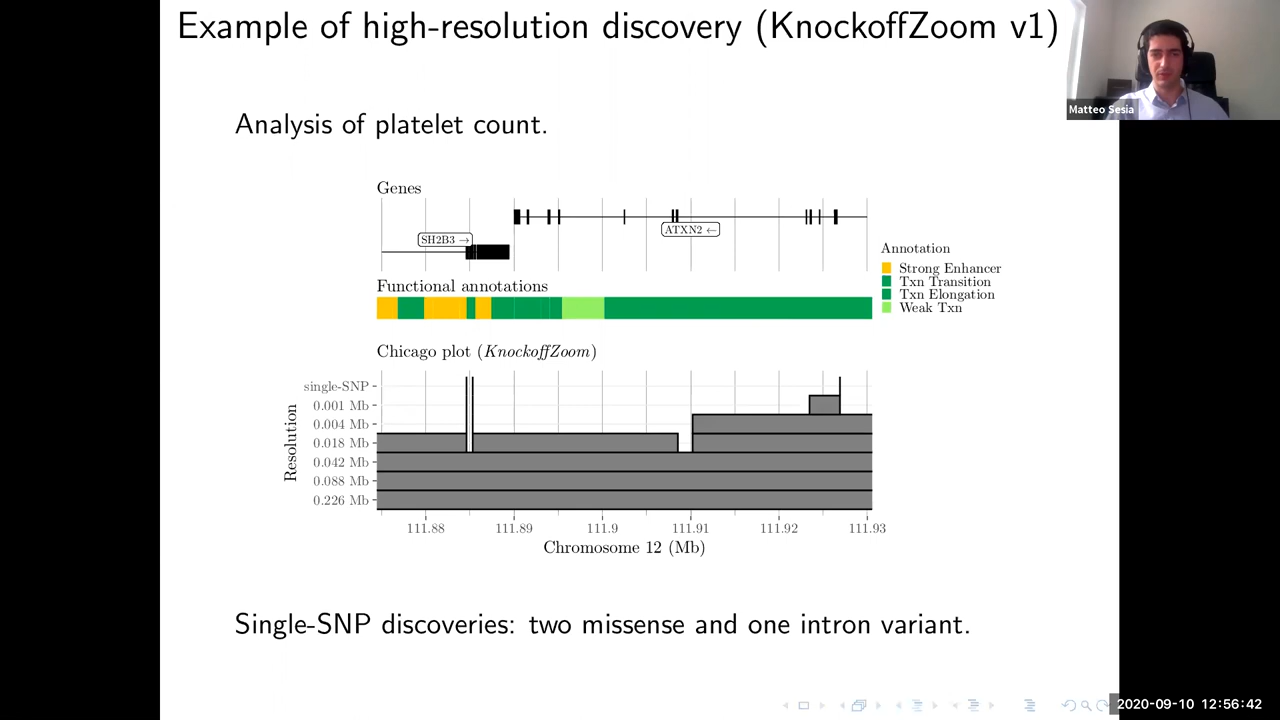 Example of high-resolution discovery (KnockoffZoom v1)
Matteo Sesia
Analysis of platelet count.
Genes
ATXN2 ←
SH2B3 →
Functional annotations
Annotation
Strong Enhancer
Txn Transition
Txn Elongation
Weak Txn
Chicago plot (KnockoffZoom)
Resolution
single-SNP
0.001 Mb
0.004 Mb
0.018 Mb
0.042 Mb
0.088 Mb
0.226 Mb
111.88 111.89 111.9 111.91 111.92 111.93
Chromosome 12 (Mb)
Single-SNP discoveries: two missense and one intron variant.
2020-09-10 12:56:42